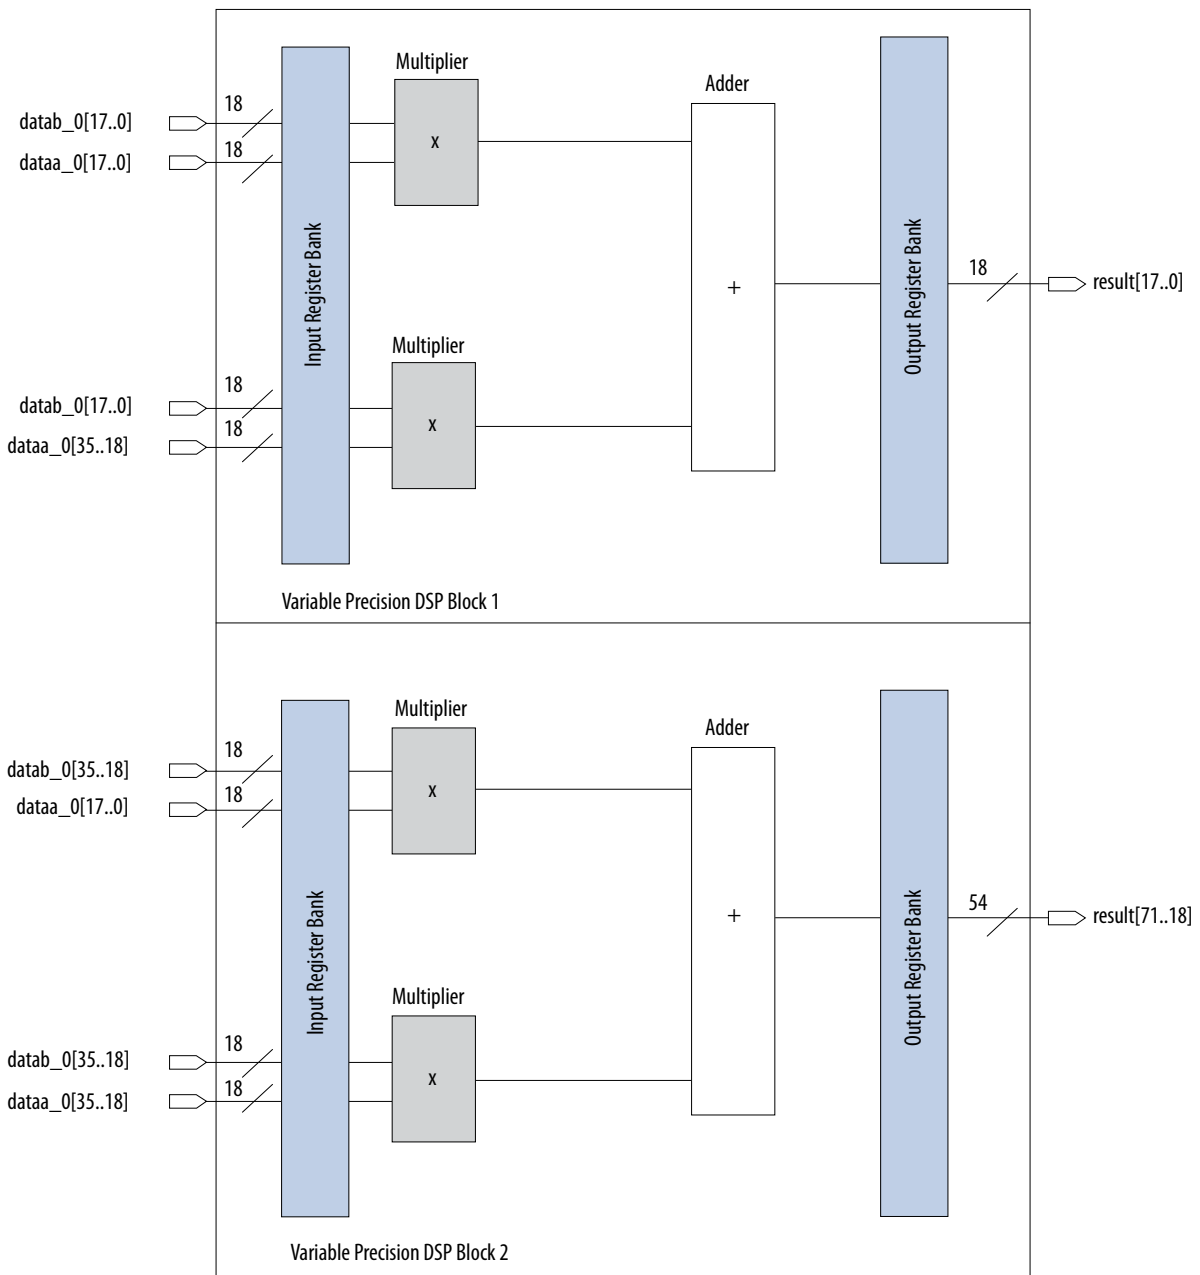 Multiplier
Adder
18
datab_0[17..0]
18
dataa_0[17..0]
x
Input Register Bank
Output Register Bank
18
result[17..0]
+
Multiplier
18
datab_0[17..0]
18
dataa_0[35..18]
x
Variable Precision DSP Block 1
Multiplier
Adder
18
datab_0[35..18]
18
dataa_0[17..0]
x
Input Register Bank
Output Register Bank
54
result[71..18]
+
Multiplier
18
datab_0[35..18]
18
dataa_0[35..18]
x
Variable Precision DSP Block 2